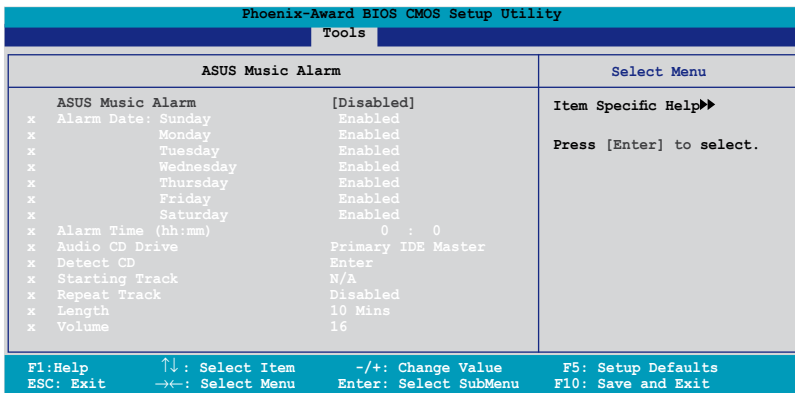 Phoenix-Award BIOS CMOS Setup Utility
Tools
ASUS Music Alarm
Select Menu
ASUS Music Alarm [Disabled]
x Alarm Date: Sunday Enabled
x Monday Enabled
x Tuesday Enabled
x Wednesday Enabled
x Thursday Enabled
x Friday Enabled
x Saturday Enabled
x Alarm Time (hh:mm) 0 : 0
x Audio CD Drive Primary IDE Master
x Detect CD Enter
x Starting Track N/A
x Repeat Track Disabled
x Length 10 Mins
x Volume 16
Item Specific Help▶▶
Press [Enter] to select.
F1:Help ↑↓ : Select Item -/+: Change Value F5: Setup Defaults
ESC: Exit →←: Select Menu Enter: Select SubMenu F10: Save and Exit